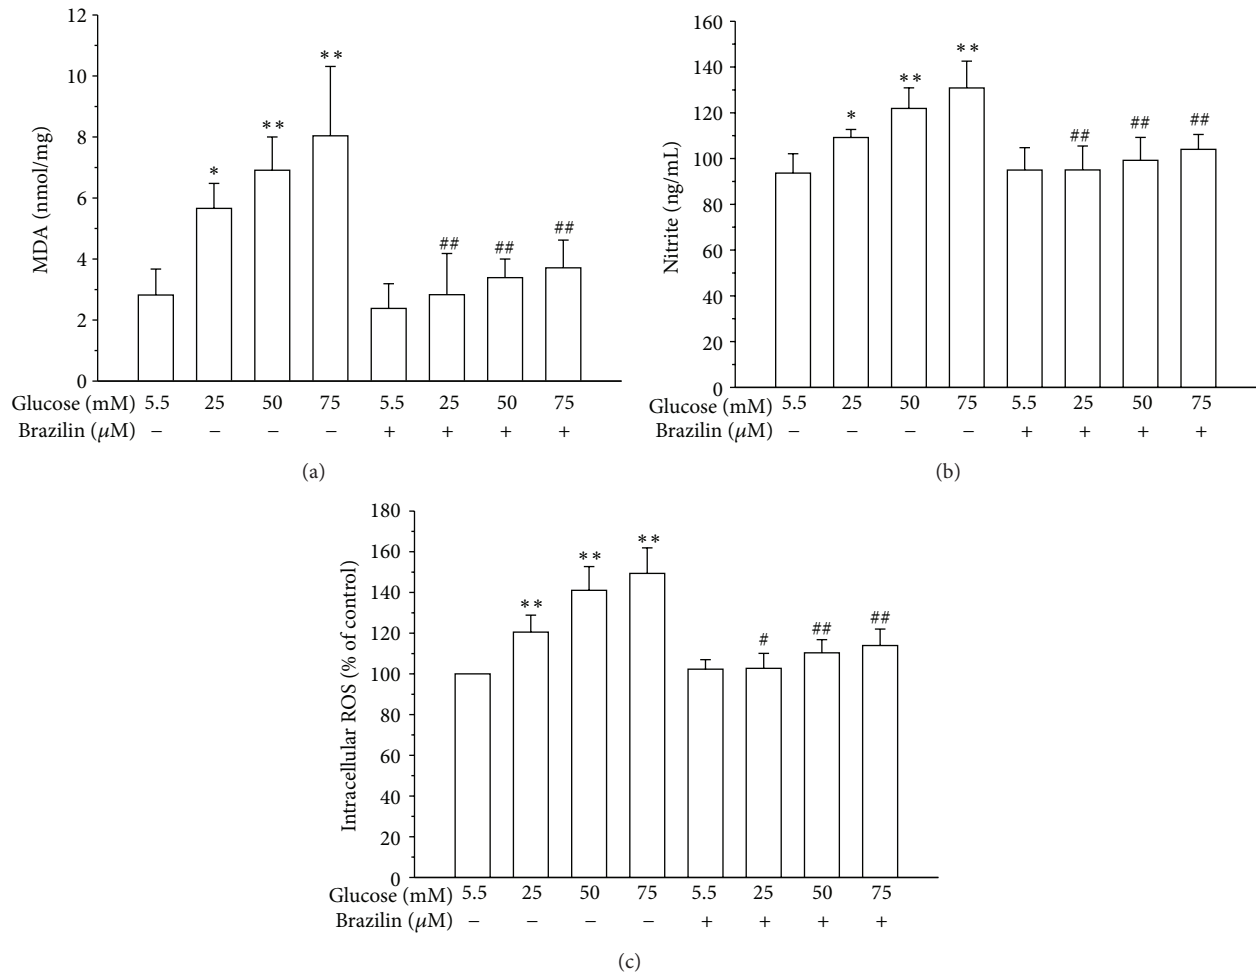 12
10
8
6
4
2
0
MDA (nmol/mg)
* ** ** ## ## ##
Glucose (mM) 5.5 25 50 75 5.5 25 50 75
Brazilin (μM) − − − − + + + +
(a)
160
140
120
100
80
60
40
20
0
Nitrite (ng/mL)
* ** ** ## ## ##
Glucose (mM) 5.5 25 50 75 5.5 25 50 75
Brazilin (μM) − − − − + + + +
(b)
180
160
140
120
100
80
60
40
20
0
Intracellular ROS (% of control)
** ** ** # ## ##
Glucose (mM) 5.5 25 50 75 5.5 25 50 75
Brazilin (μM) − − − − + + + +
(c)